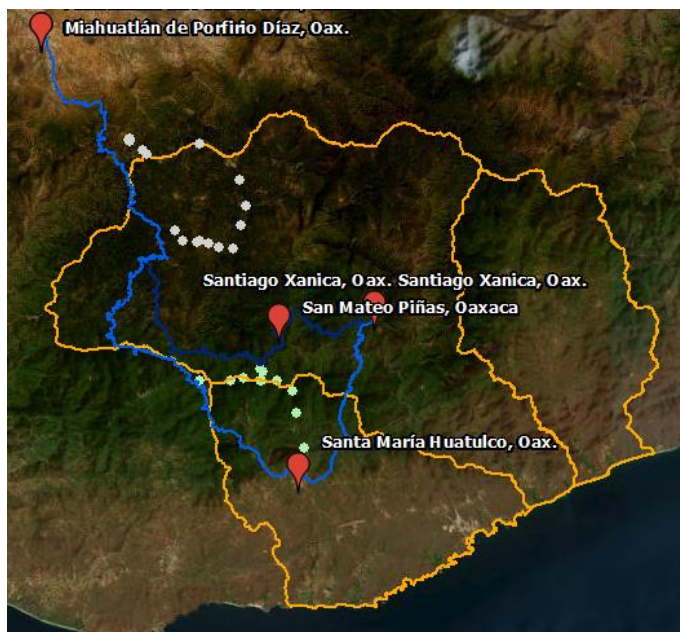 Miahuatlán de Porfirio Díaz, Oax.
Santiago Xanica, Oax. Santiago Xanica, Oax.
San Mateo Piñas, Oaxaca
Santa María Huatulco, Oax.